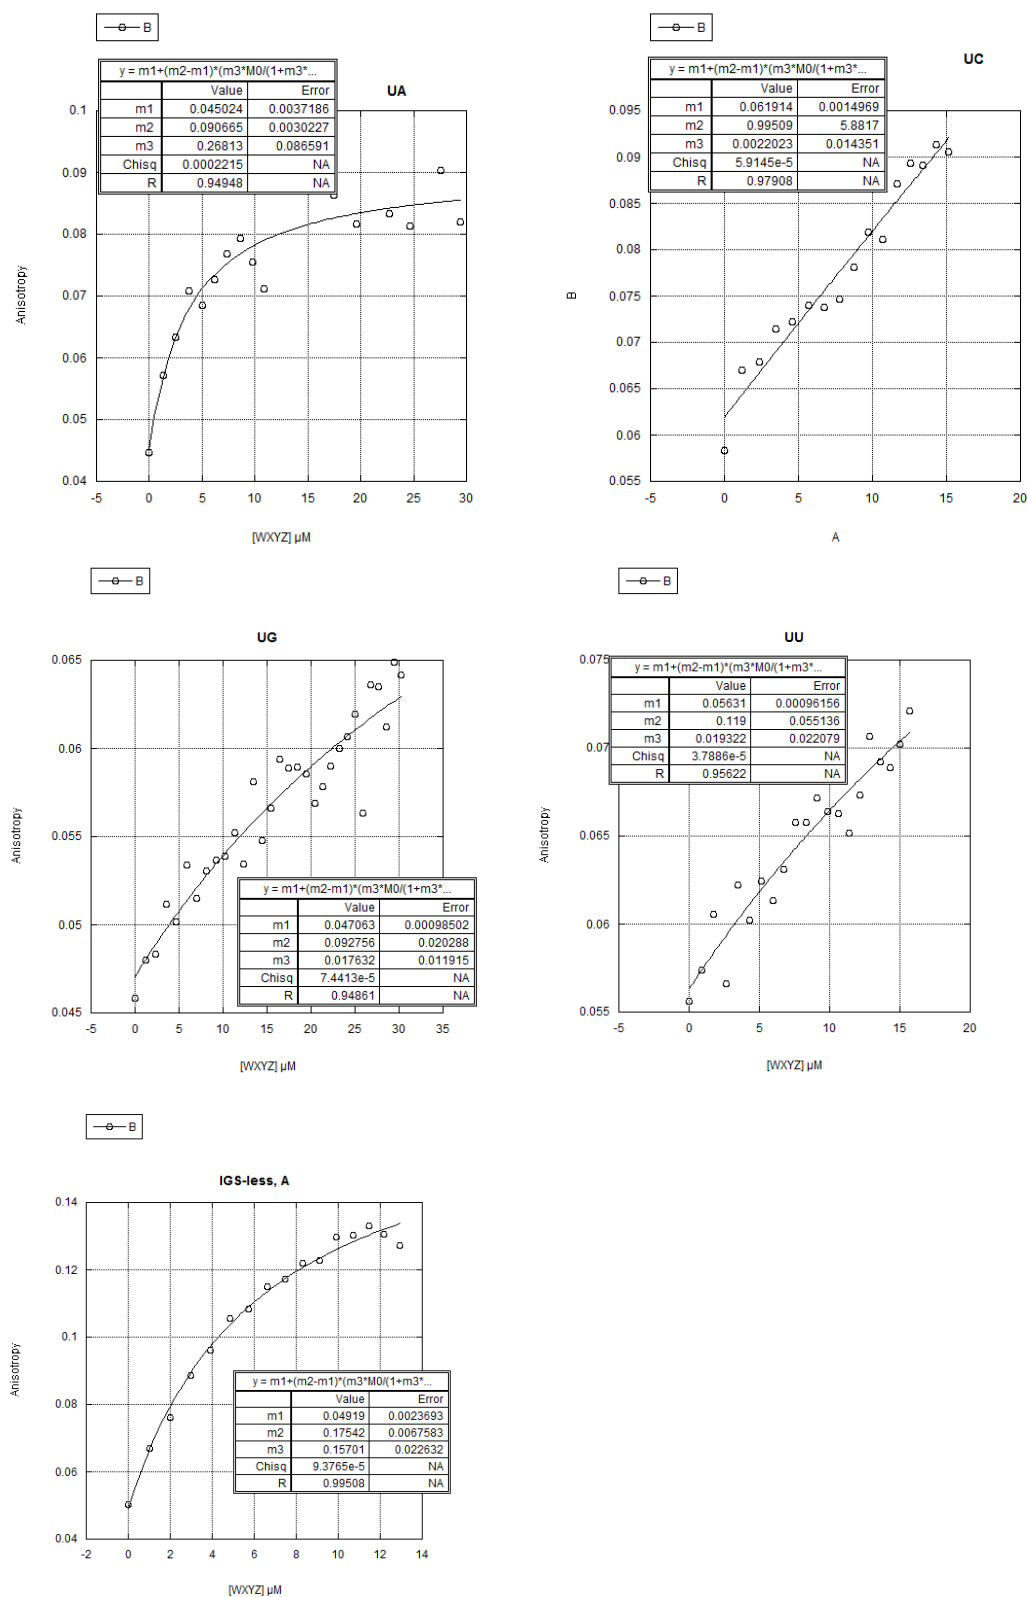 B
y = m1+(m2-m1)*(m3*M0/(1+m3*...
Value Error
m1 0.045024 0.0037186
m2 0.090665 0.0030227
m3 0.26813 0.086591
Chisq 0.0002215 NA
R 0.94948 NA
UA
0.1
0.09
0.08
0.07
0.06
0.05
0.04
-5 0 5 10 15 20 25 30
Anisotropy
[WXYZ] µM
B
y = m1+(m2-m1)*(m3*M0/(1+m3*...
Value Error
m1 0.061914 0.0014969
m2 0.99509 5.8817
m3 0.0022023 0.014351
Chisq 5.9145e-5 NA
R 0.97908 NA
UC
0.095
0.09
0.085
0.08
0.075
0.07
0.065
0.06
0.055
-5 0 5 10 15 20
B
A
B
UG
0.065
0.06
0.055
0.05
0.045
-5 0 5 10 15 20 25 30 35
Anisotropy
[WXYZ] µM
y = m1+(m2-m1)*(m3*M0/(1+m3*...
Value Error
m1 0.047063 0.00098502
m2 0.092756 0.020288
m3 0.017632 0.011915
Chisq 7.4413e-5 NA
R 0.94861 NA
B
UU
0.075
0.07
0.065
0.06
0.055
-5 0 5 10 15 20
Anisotropy
[WXYZ] µM
y = m1+(m2-m1)*(m3*M0/(1+m3*...
Value Error
m1 0.05631 0.00096156
m2 0.119 0.055136
m3 0.019322 0.022079
Chisq 3.7886e-5 NA
R 0.95622 NA
B
IGS-less, A
0.14
0.12
0.1
0.08
0.06
0.04
-2 0 2 4 6 8 10 12 14
Anisotropy
[WXYZ] µM
y = m1+(m2-m1)*(m3*M0/(1+m3*...
Value Error
m1 0.04919 0.0023693
m2 0.17542 0.0067583
m3 0.15701 0.022632
Chisq 9.3765e-5 NA
R 0.99508 NA